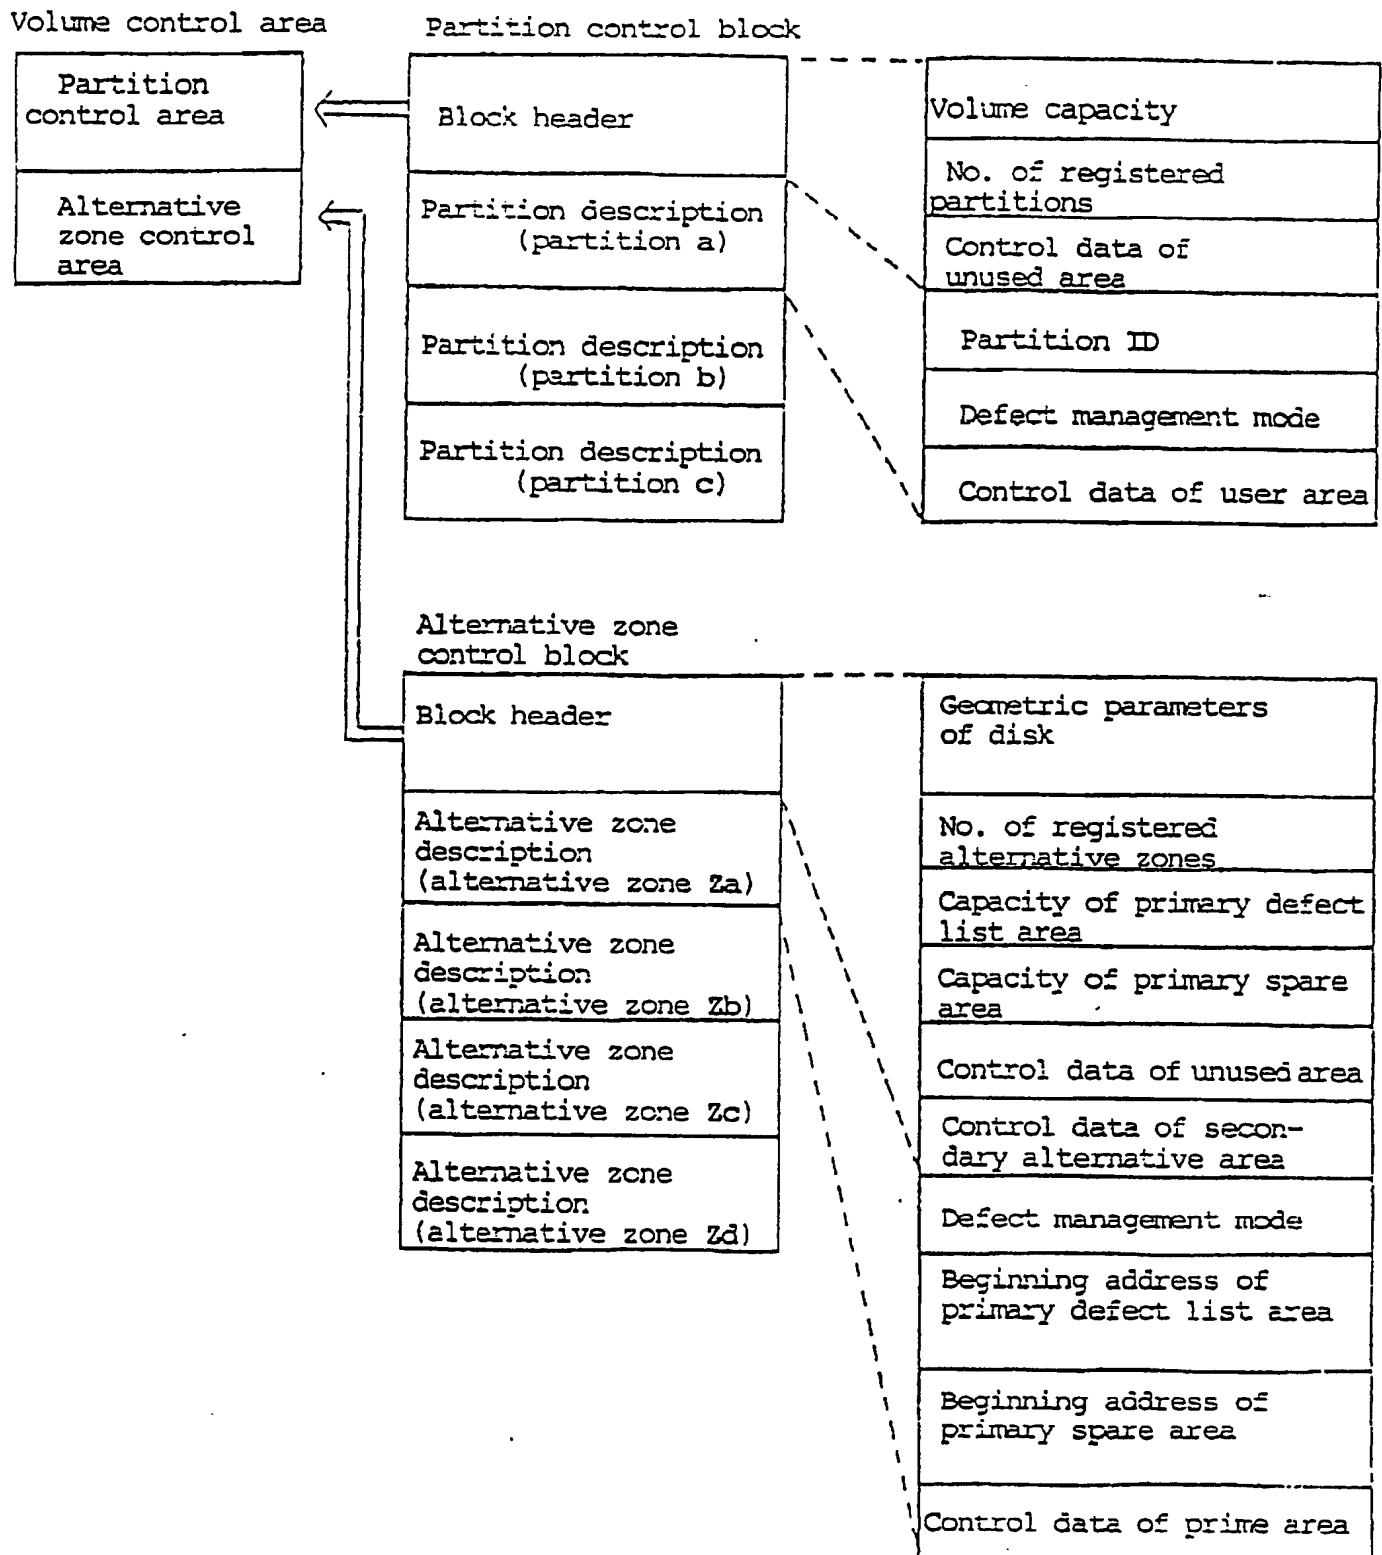 Volume control area
Partition
control area
Alternative
zone control
area
Partition control block
Block header
Partition description
(partition a)
Partition description
(partition b)
Partition description
(partition c)
Volume capacity
No. of registered
partitions
Control data of
unused area
Partition ID
Defect management mode
Control data of user area
Alternative zone
control block
Block header
Alternative zone
description
(alternative zone Za)
Alternative zone
description
(alternative zone Zb)
Alternative zone
description
(alternative zone Zc)
Alternative zone
description
(alternative zone Zd)
Geometric parameters
of disk
No. of registered
alternative zones
Capacity of primary defect
list area
Capacity of primary spare
area
Control data of unused area
Control data of secon-
dary alternative area
Defect management mode
Beginning address of
primary defect list area
Beginning address of
primary spare area
Control data of prime area